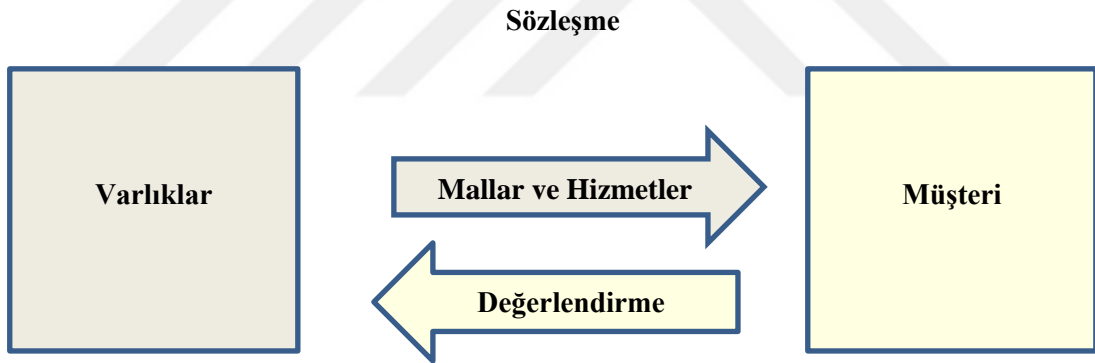 Sözleşme
Varlıklar
Mallar ve Hizmetler
Müşteri
Değerlendirme